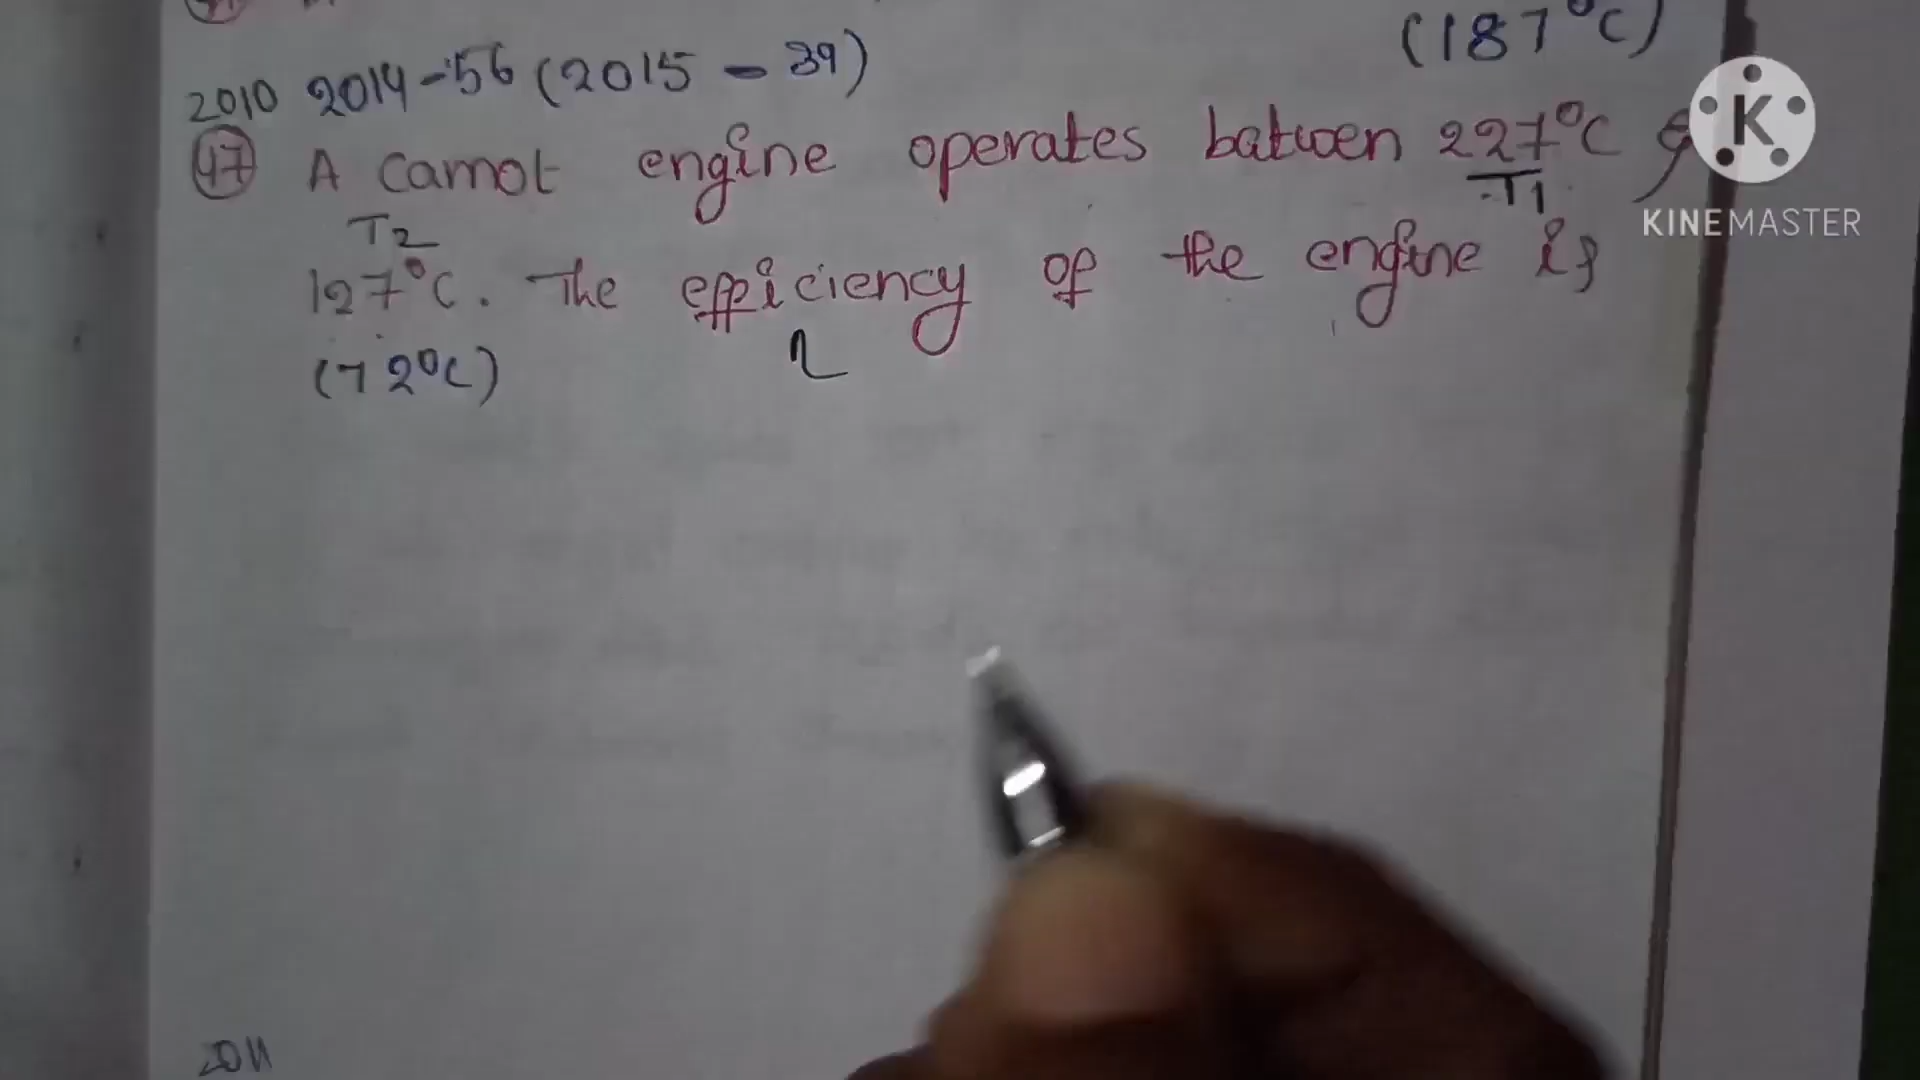 (187°C)
2010 2014-56 (2015 - 39)
47 A carnot engine operates batwen 227°C &
T1
T2
127°C. The efficiency of the engine is
(72°C) η
2011
K
KINEMASTER